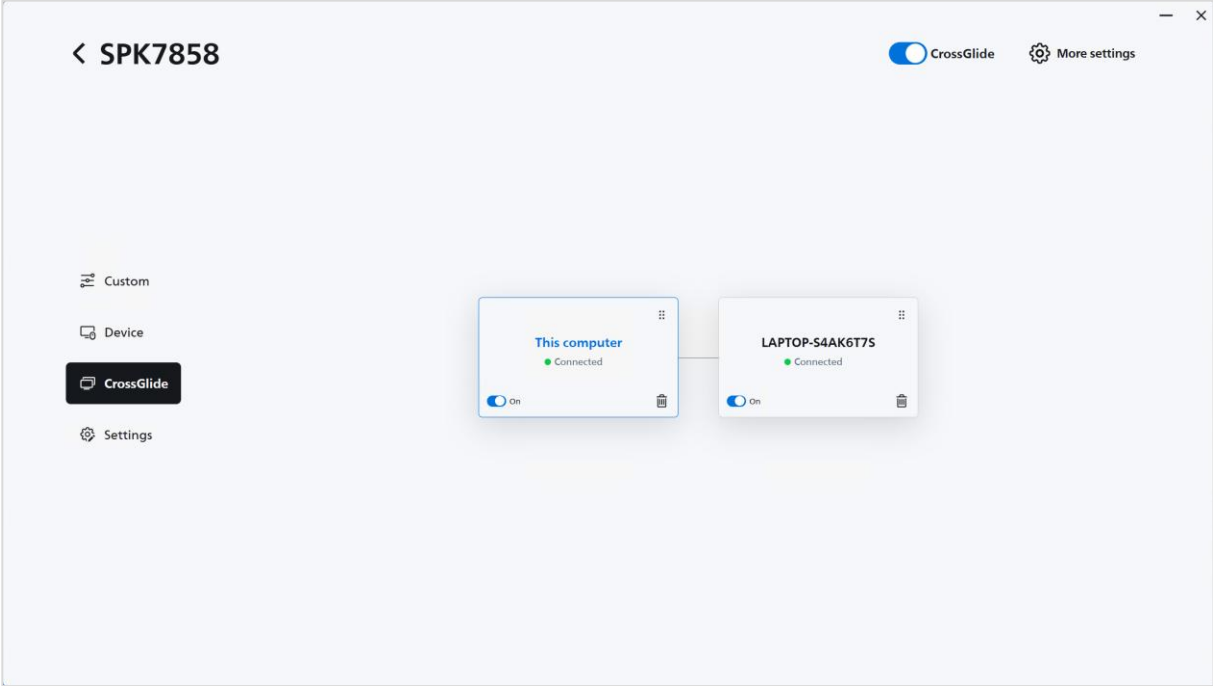 SPK7858
CrossGlide
More settings
Custom
Device
CrossGlide
Settings
This computer
Connected
On
LAPTOP-S4AK6T7S
Connected
On